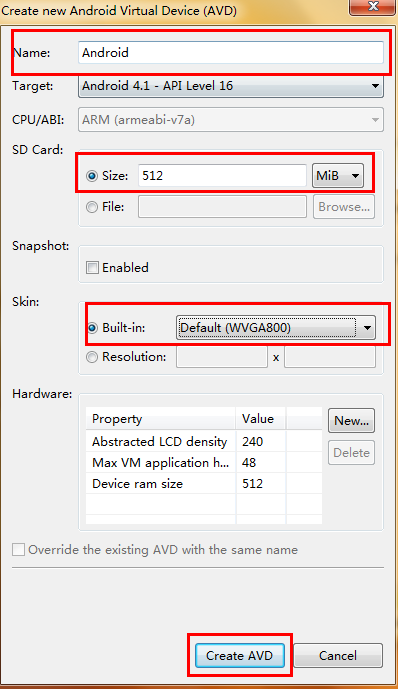 Create new Android Virtual Device (AVD)
Name: Android
Target: Android 4.1 - API Level 16
CPU/ABI: ARM (armeabi-v7a)
SD Card:
Size: 512 MiB
File: Browse...
Snapshot:
Enabled
Skin:
Built-in: Default (WVGA800)
Resolution: x
Hardware:
Property Value New...
Abstracted LCD density 240
Max VM application h... 48 Delete
Device ram size 512
Override the existing AVD with the same name
Create AVD Cancel